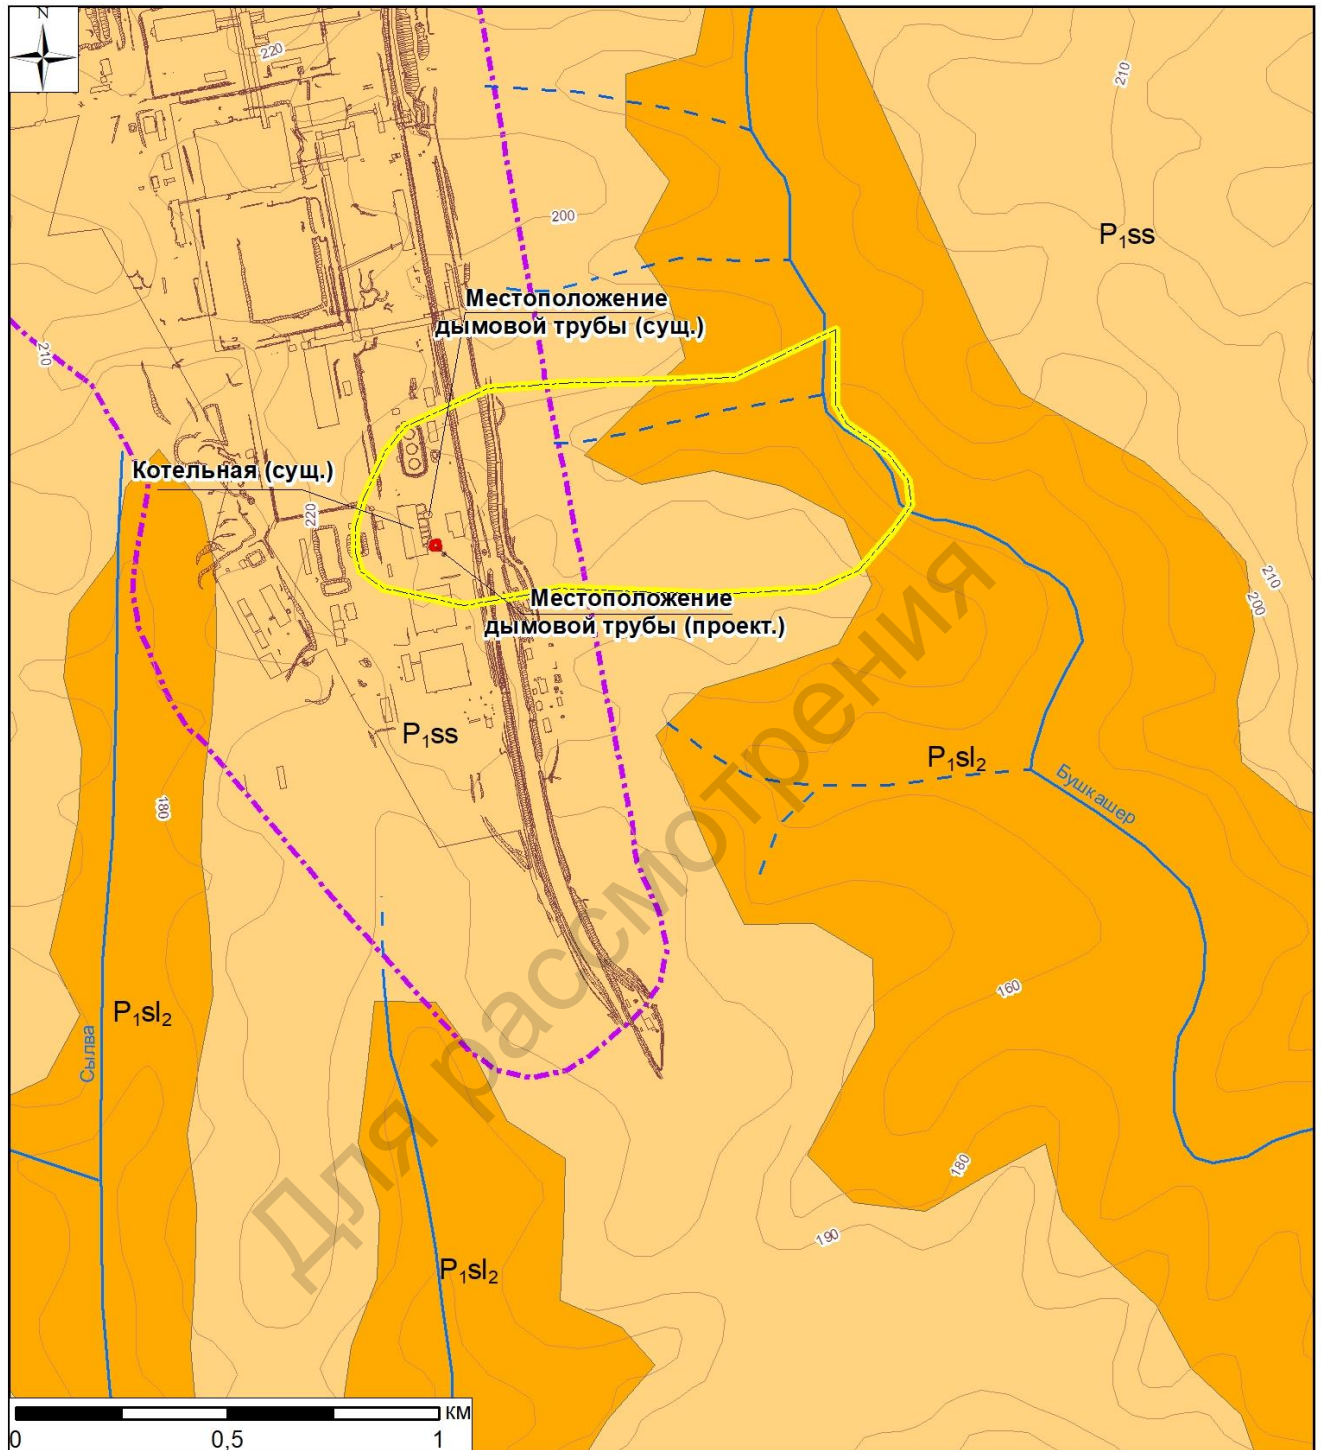 N
220
210
200
P₁ss
Местоположение
дымовой трубы (сущ.)
210
Котельная (сущ.)
220
210
200
Местоположение
дымовой трубы (проект.)
P₁ss
P₁sl₂
Бушкашер
180
160
P₁sl₂
Сылва
180
190
P₁sl₂
Для рассмотрения
КМ
0
0,5
1